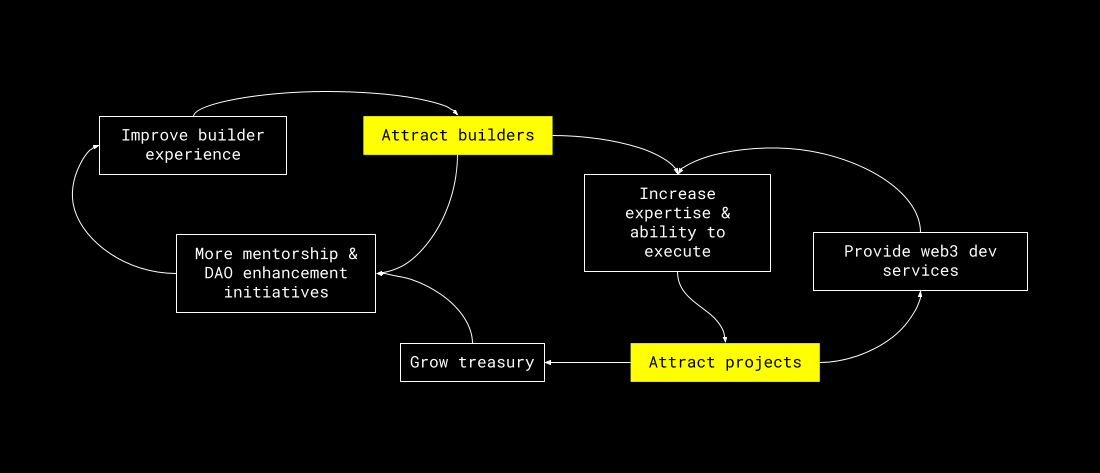 Improve builder
experience
Attract builders
Increase
expertise &
ability to
execute
Provide web3 dev
services
More mentorship &
DAO enhancement
initiatives
Grow treasury
Attract projects